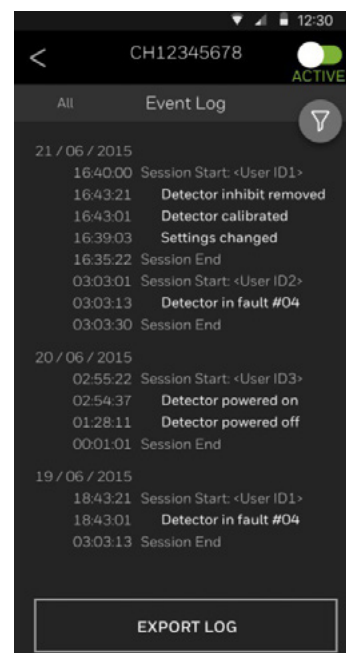 12:30
< CH12345678
ACTIVE
All Event Log
21 / 06 / 2015
16:40:00 Session Start: <User ID1>
16:43:21 Detector inhibit removed
16:43:01 Detector calibrated
16:39:03 Settings changed
16:35:22 Session End
03:03:01 Session Start: <User ID2>
03:03:13 Detector in fault #04
03:03:30 Session End
20 / 06 / 2015
02:55:22 Session Start: <User ID3>
02:54:37 Detector powered on
01:28:11 Detector powered off
00:01:01 Session End
19 / 06 / 2015
18:43:21 Session Start: <User ID1>
18:43:01 Detector in fault #04
03:03:13 Session End
EXPORT LOG